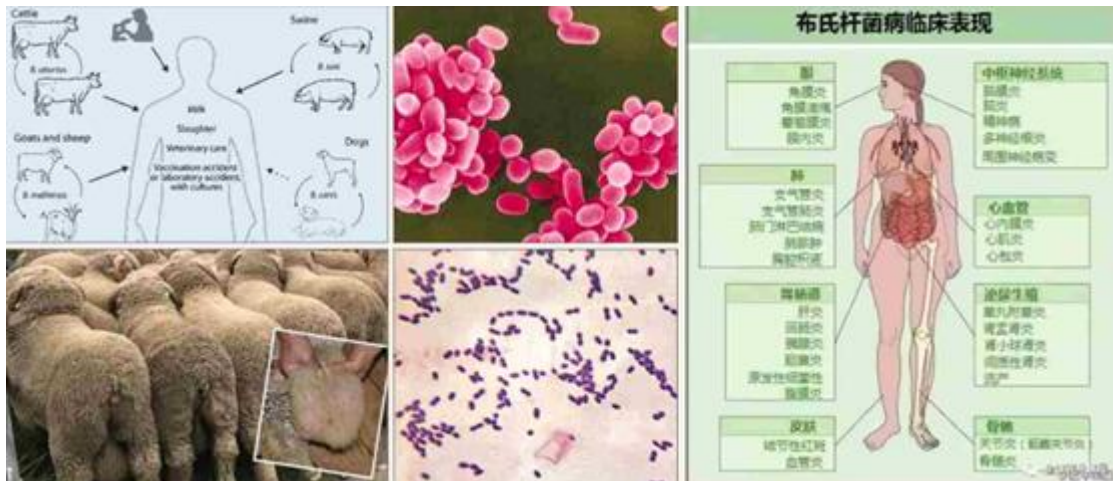 Cattle
Swine
B. abortus
B. suis
Milk
Slaughter
Goats and sheep
Veterinary care
Dogs
Vaccination accident
or laboratory accident,
with cultures
B. melitensis
B. canis
布氏杆菌病临床表现
眼
角膜炎
角膜溃疡
葡萄膜炎
眼内炎
肺
支气管炎
支气管肺炎
肺门淋巴结病
肺脓肿
胸腔积液
胃肠道
肝炎
回肠炎
胰腺炎
胆囊炎
原发性细菌性
腹膜炎
皮肤
结节性红斑
血管炎
中枢神经系统
脑膜炎
脑炎
精神病
多神经根炎
周围神经病变
心血管
心内膜炎
心肌炎
心包炎
泌尿生殖
睾丸附睾炎
肾盂肾炎
肾小球肾炎
间质性肾炎
流产
骨骼
关节炎（骶髂关节炎）
骨髓炎